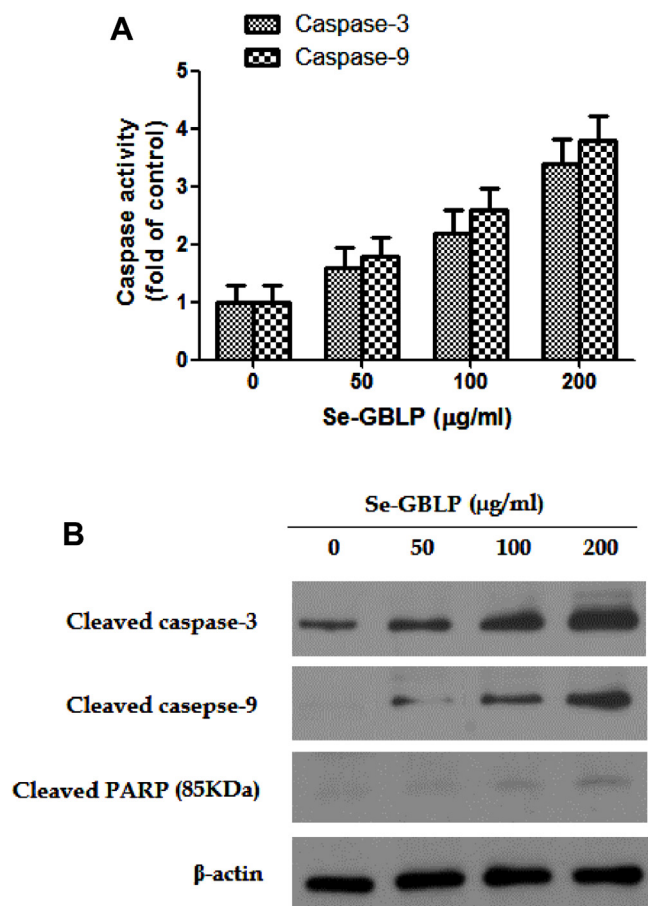 A
Caspase-3
Caspase-9
Caspase activity
(fold of control)
5
4
3
2
1
0
0 50 100 200
Se-GBLP (μg/ml)
B
Se-GBLP (μg/ml)
0 50 100 200
Cleaved caspase-3
Cleaved casepse-9
Cleaved PARP (85KDa)
β-actin